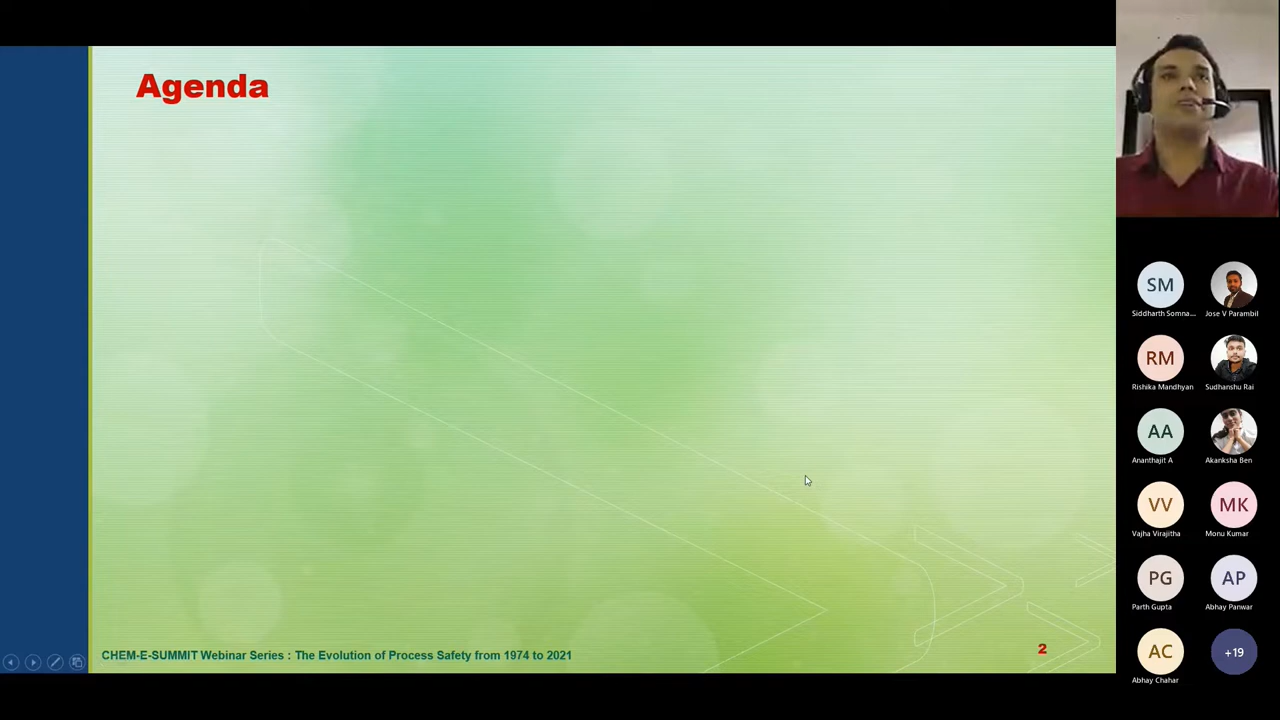 Agenda
CHEM-E-SUMMIT Webinar Series : The Evolution of Process Safety from 1974 to 2021
2
SM
Siddharth Somna...
Jose V Parambil
RM
Rishika Mandhyan
Sudhanshu Rai
AA
Ananthajit A
Akanksha Ben
VV
Vajha Virajitha
MK
Monu Kumar
PG
Parth Gupta
AP
Abhay Panwar
AC
Abhay Chahar
+19